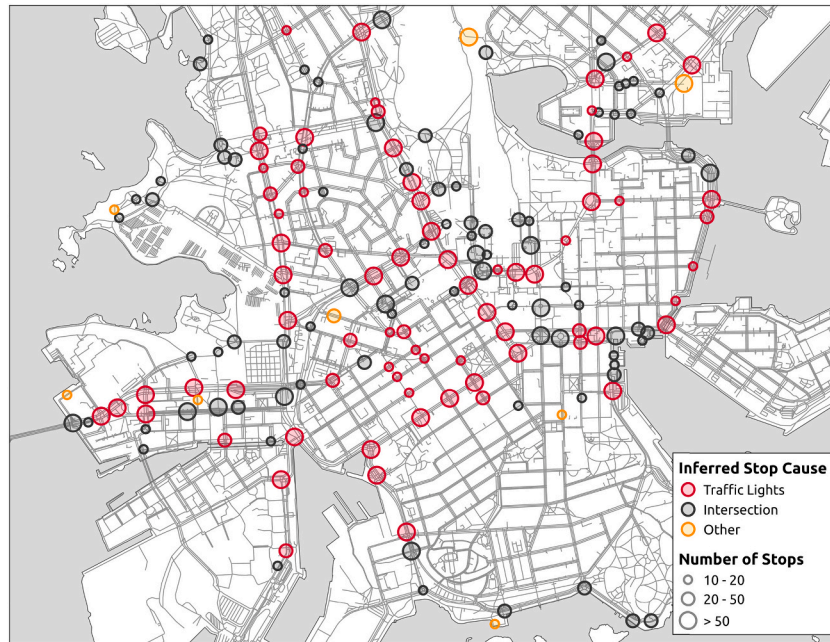 Inferred Stop Cause
Traffic Lights
Intersection
Other
Number of Stops
10 - 20
20 - 50
> 50